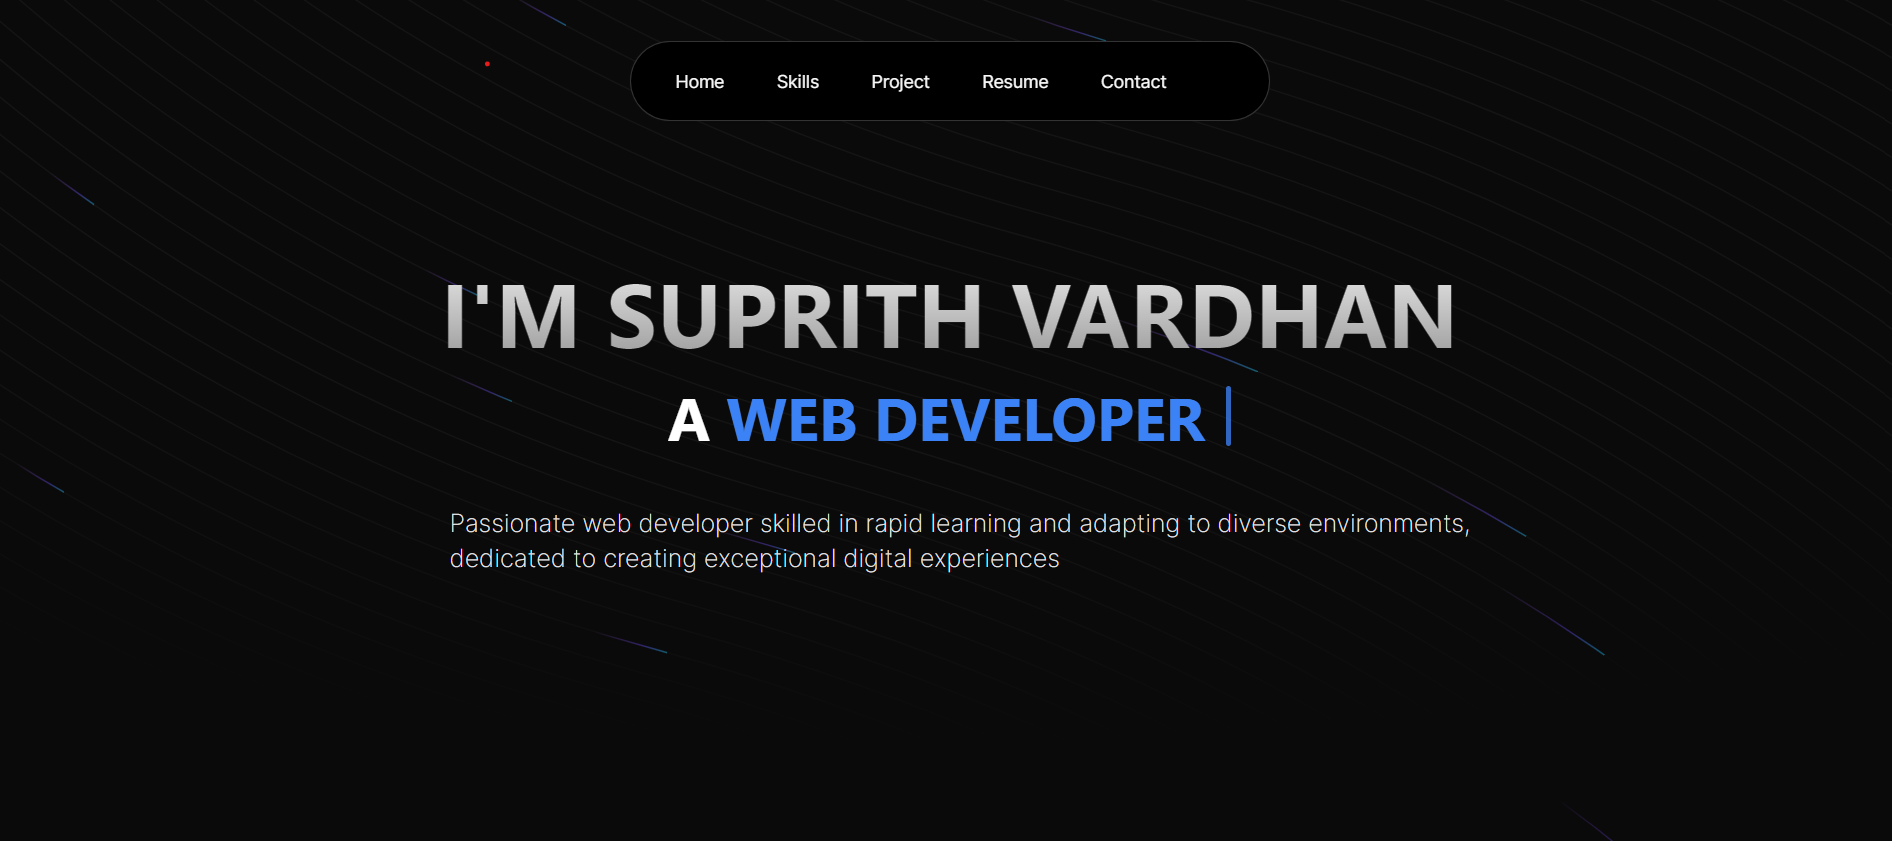 Home Skills Project Resume Contact
I'M SUPRITH VARDHAN
A WEB DEVELOPER
Passionate web developer skilled in rapid learning and adapting to diverse environments,
dedicated to creating exceptional digital experiences